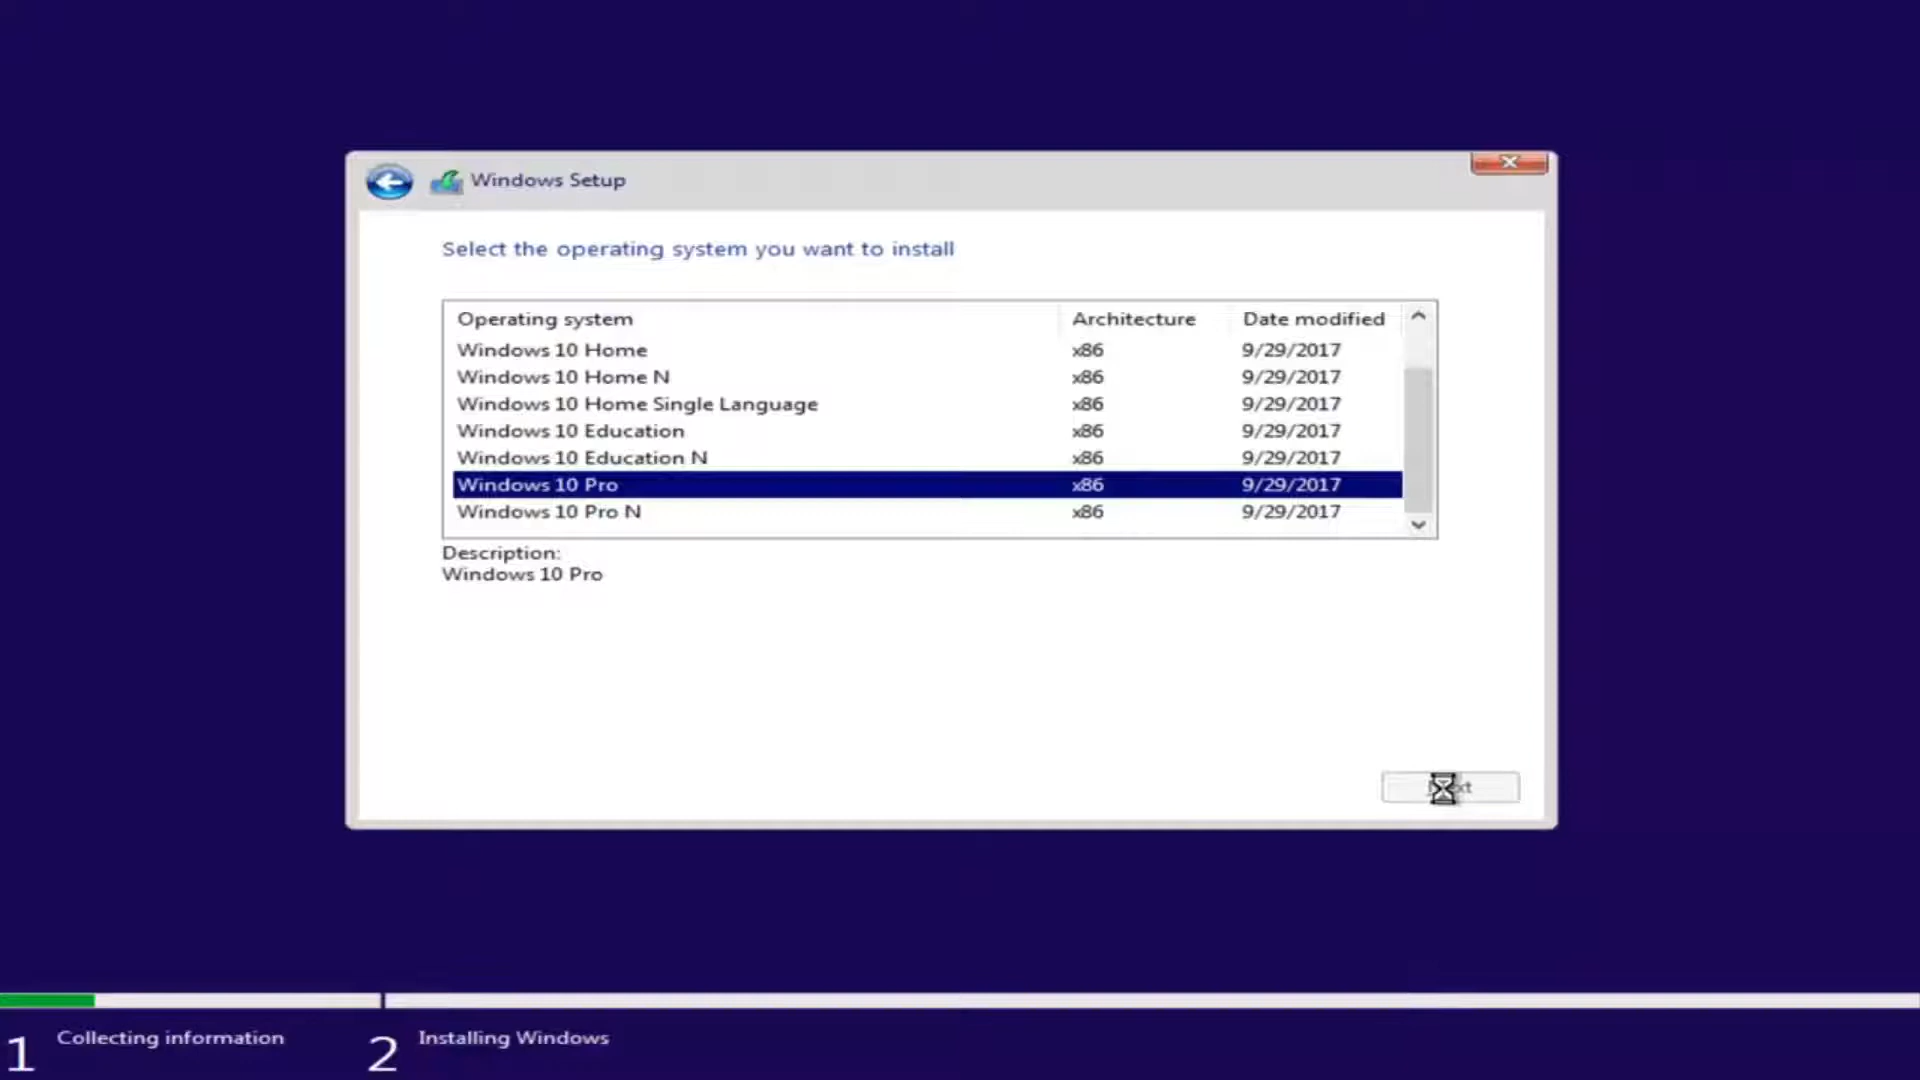 Windows Setup
Select the operating system you want to install
Operating system Architecture Date modified
Windows 10 Home x86 9/29/2017
Windows 10 Home N x86 9/29/2017
Windows 10 Home Single Language x86 9/29/2017
Windows 10 Education x86 9/29/2017
Windows 10 Education N x86 9/29/2017
Windows 10 Pro x86 9/29/2017
Windows 10 Pro N x86 9/29/2017
Description:
Windows 10 Pro
1 Collecting information 2 Installing Windows